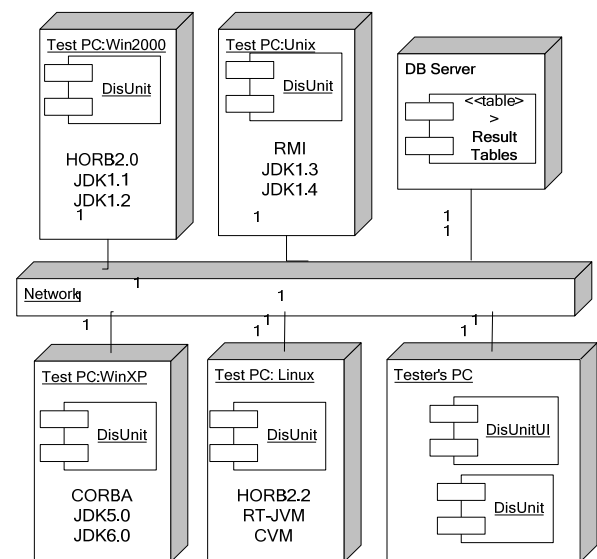 Test PC:Win2000
DisUnit
HORB2.0
JDK1.1
JDK1.2
1
Test PC:Unix
DisUnit
RMI
JDK1.3
JDK1.4
1
DB Server
<<table>
>
Result
Tables
1
1
Network
1
1
1
1
1
1
1
1
Test PC:WinXP
DisUnit
CORBA
JDK5.0
JDK6.0
Test PC: Linux
DisUnit
HORB2.2
RT-JVM
CVM
Tester's PC
DisUnitUI
DisUnit